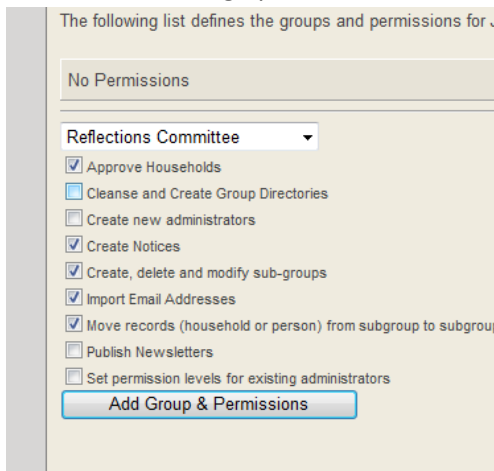 The following list defines the groups and permissions for
No Permissions
Reflections Committee
Approve Households
Cleanse and Create Group Directories
Create new administrators
Create Notices
Create, delete and modify sub-groups
Import Email Addresses
Move records (household or person) from subgroup to subgroup
Publish Newsletters
Set permission levels for existing administrators
Add Group & Permissions